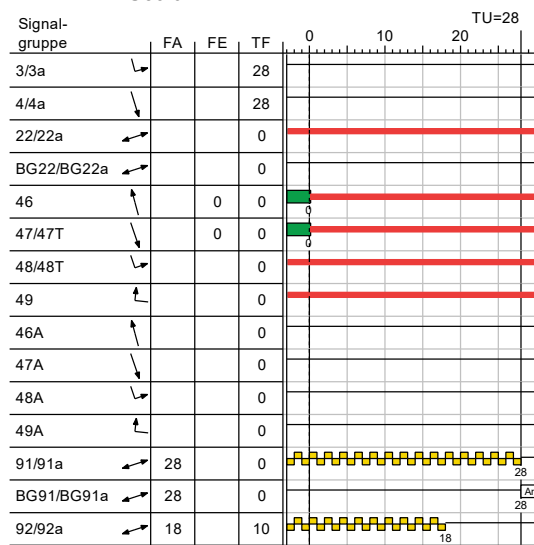 TU=28
Signal-
gruppe FA FE TF 0 10 20
3/3a 28
4/4a 28
22/22a 0
BG22/BG22a 0
46 0 0
0
47/47T 0 0
0
48/48T 0
49 0
46A 0
47A 0
48A 0
49A 0
91/91a 28 0
28
BG91/BG91a 28 0
28
92/92a 18 10
18